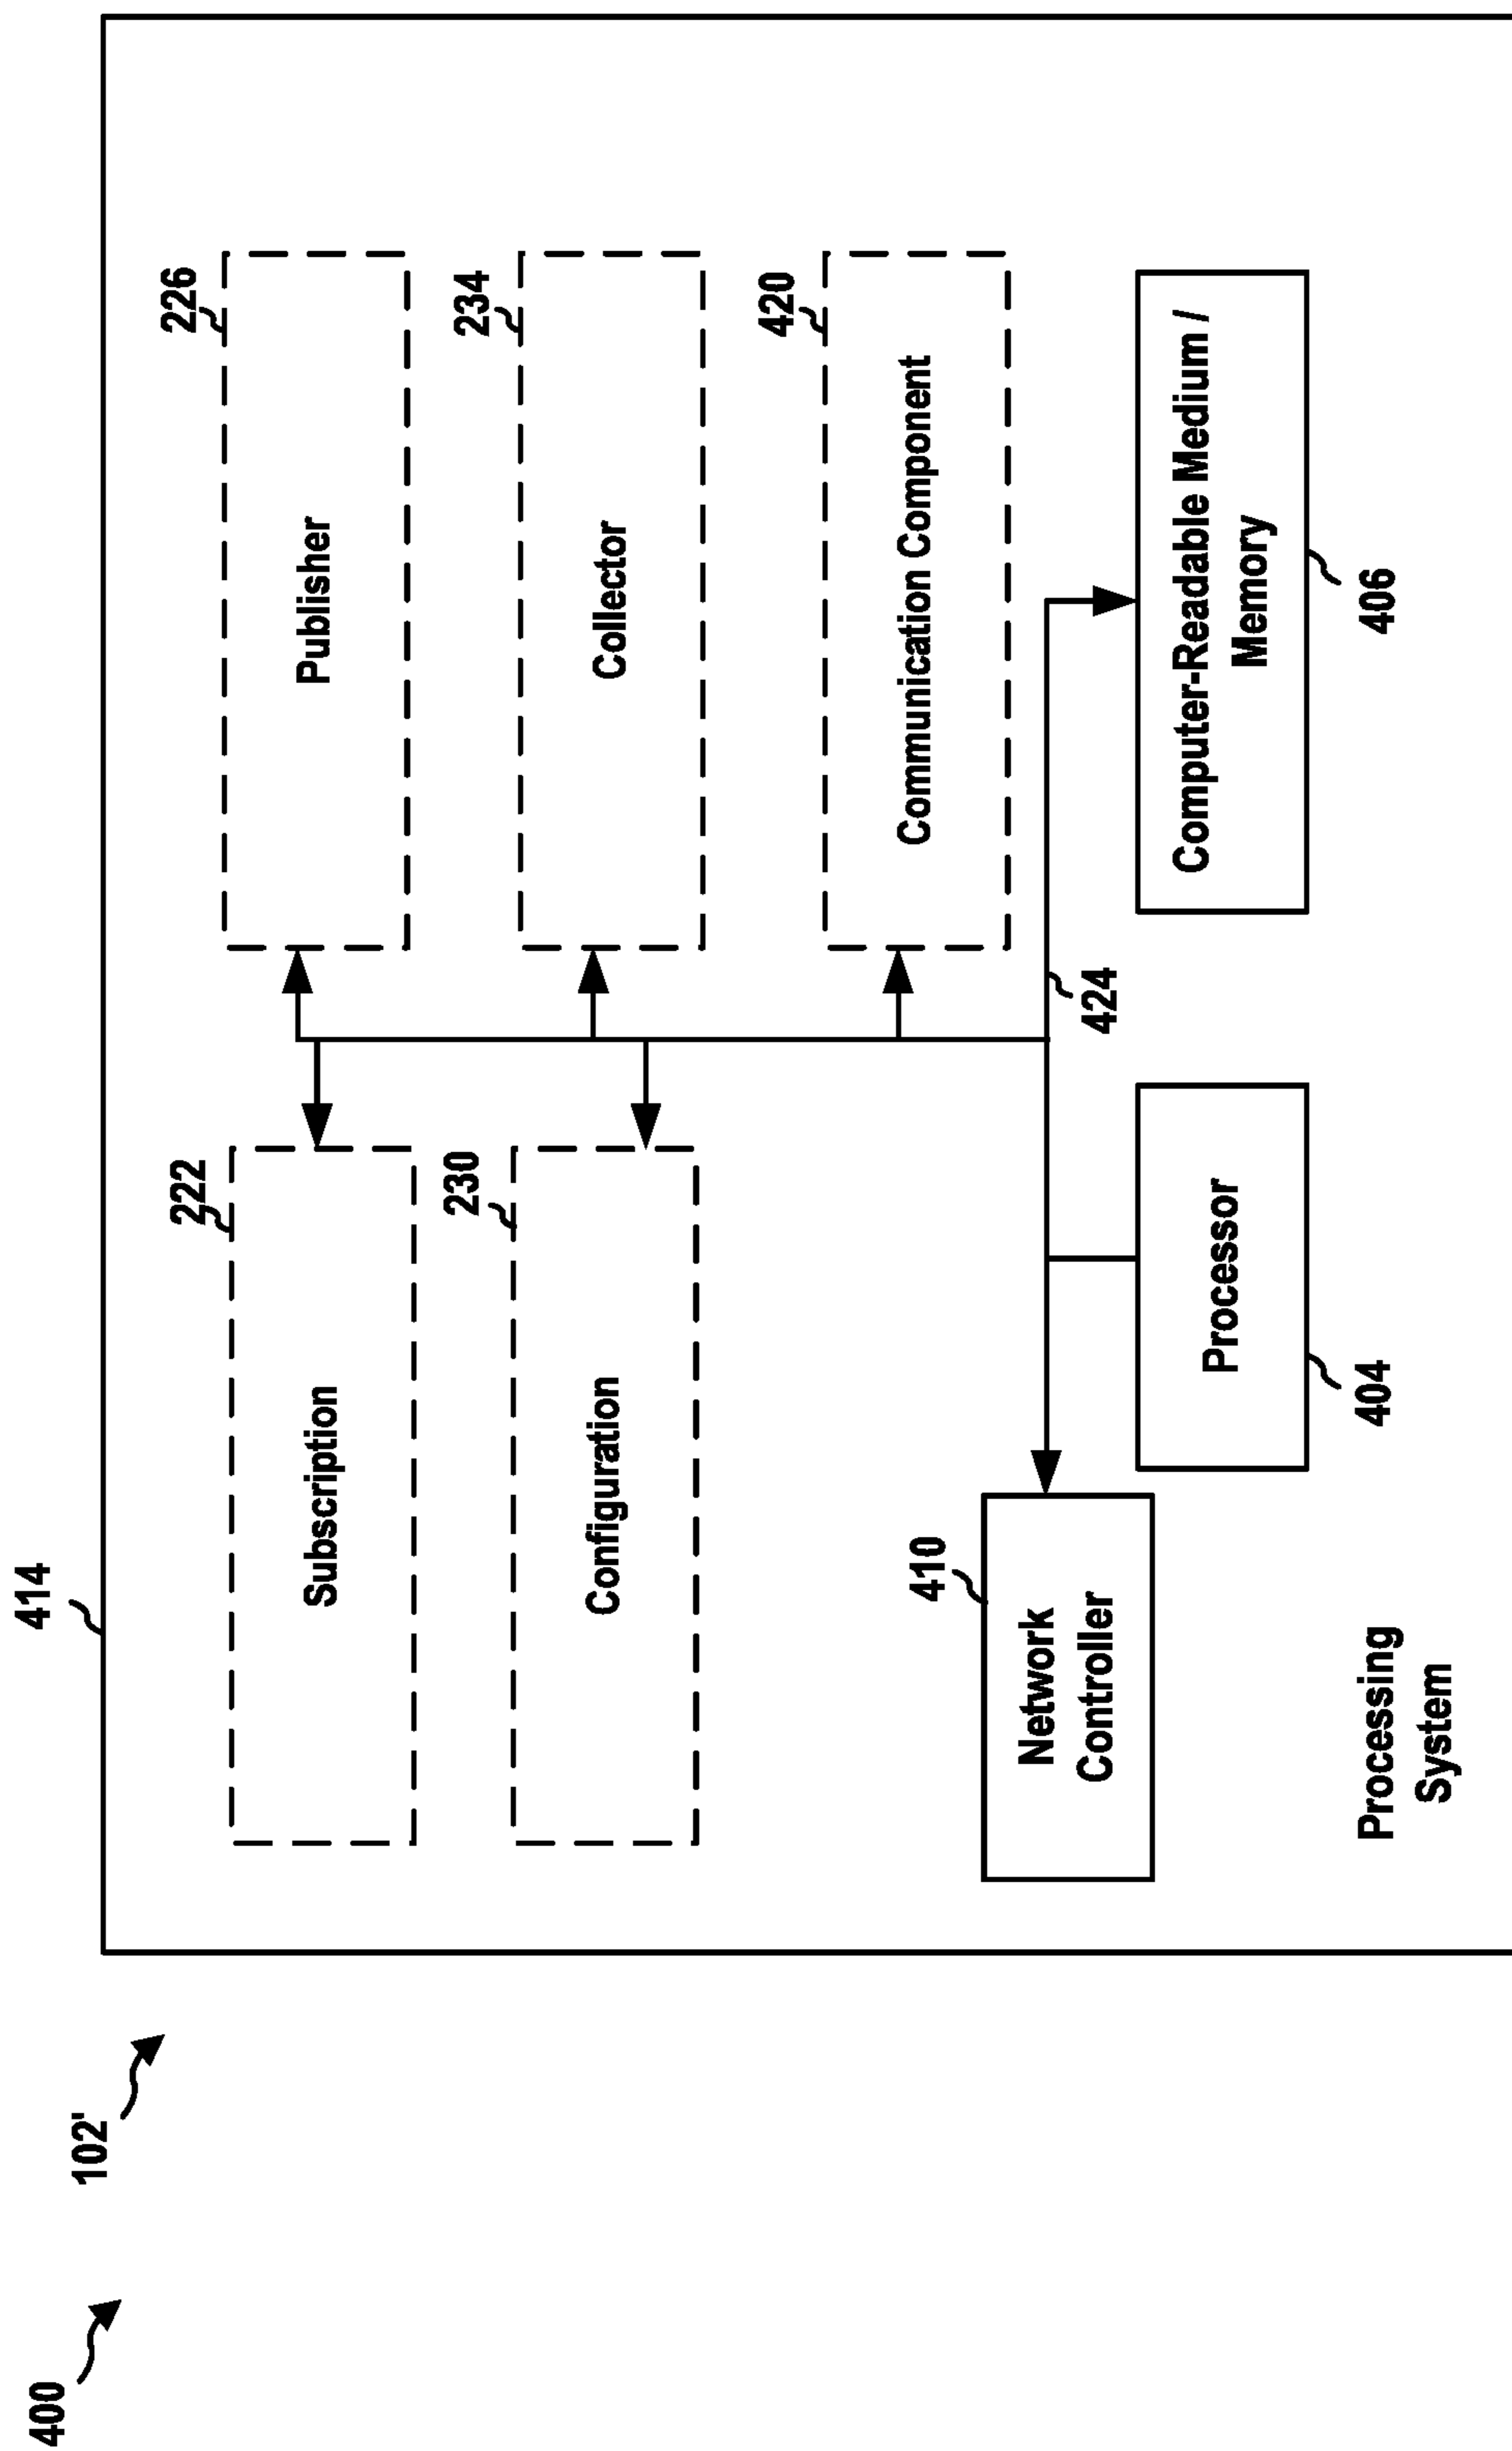 400
102'
414
222
Subscription
226
Publisher
230
Configuration
234
Collector
420
Communication Component
410
Network
Controller
424
Processor
404
Computer-Readable Medium /
Memory
406
Processing
System